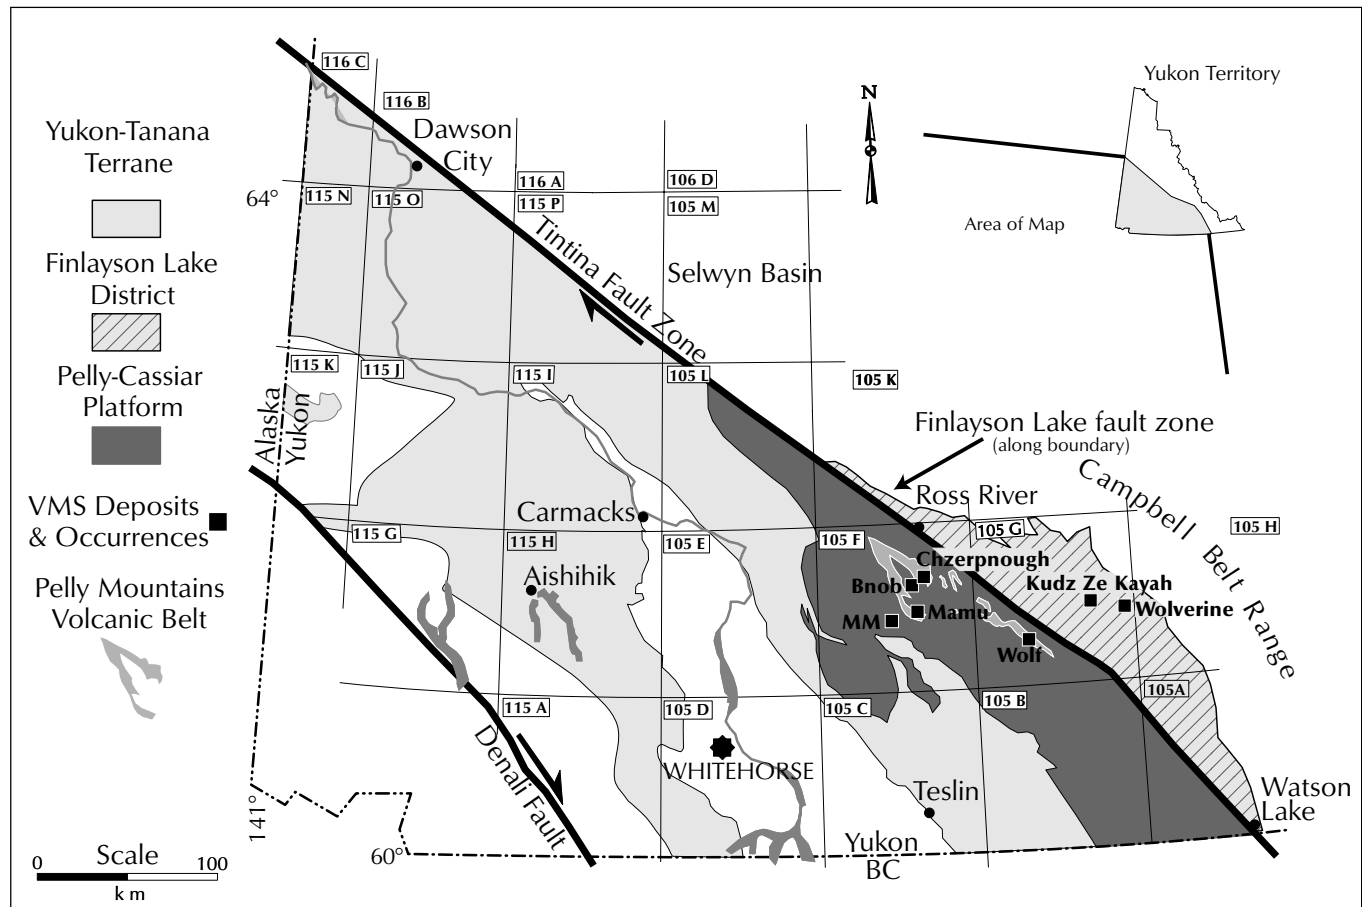 116 C
Yukon Territory
116 B
N
Yukon-Tanana
Terrane
Dawson
City
116 A
106 D
64°
115 N
115 O
115 P
105 M
Area of Map
Tintina Fault Zone
Selwyn Basin
Finlayson Lake
District
115 K
115 J
115 I
105 L
105 K
Pelly-Cassiar
Platform
Alaska
Yukon
Finlayson Lake fault zone
(along boundary)
Campbell Belt Range
VMS Deposits
& Occurrences
Carmacks
Ross River
115 G
115 H
105 E
105 F
105 G
105 H
Aishihik
Chzerpnough
Bnob
Kudz Ze Kayah
Wolverine
Pelly Mountains
Volcanic Belt
MM
Mamu
Wolf
115 A
105 D
105 C
105 B
105A
Denali Fault
WHITEHORSE
Teslin
Watson
Lake
141°
60°
Yukon
BC
Scale
0
100
k m